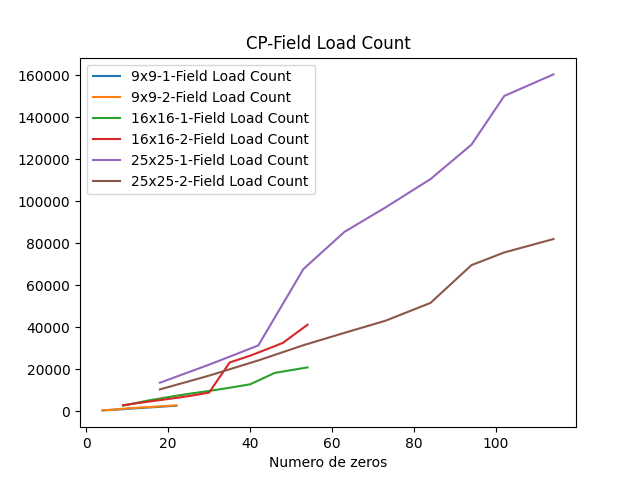 CP-Field Load Count
9x9-1-Field Load Count
9x9-2-Field Load Count
16x16-1-Field Load Count
16x16-2-Field Load Count
25x25-1-Field Load Count
25x25-2-Field Load Count
160000
140000
120000
100000
80000
60000
40000
20000
0
0 20 40 60 80 100
Numero de zeros